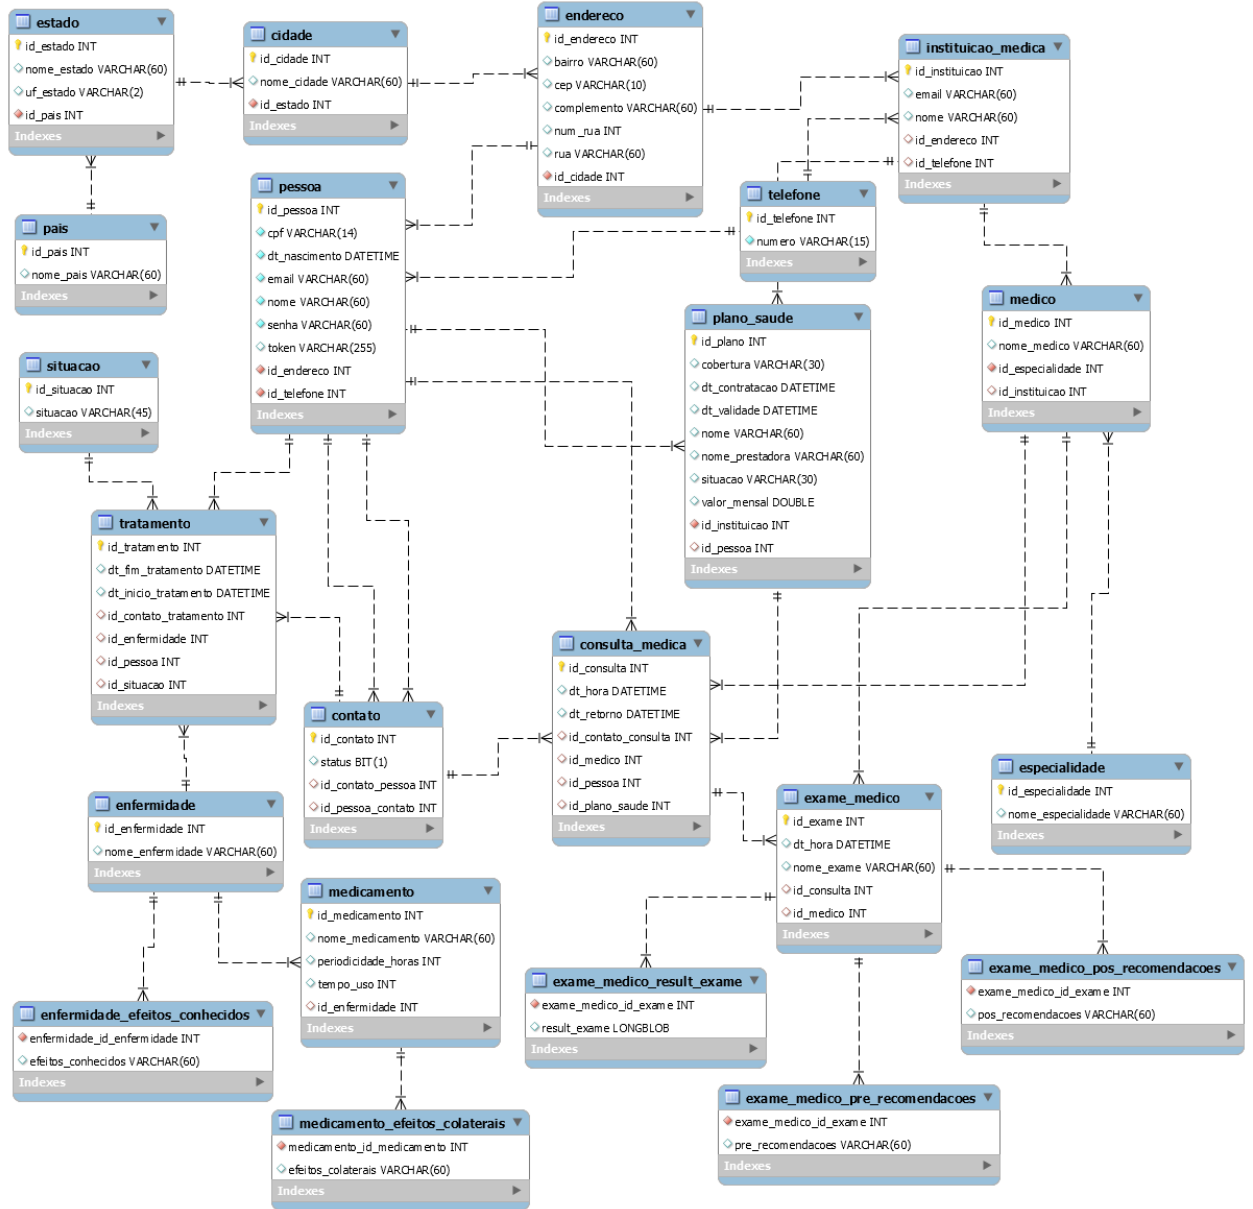 estado
id_estado INT
nome_estado VARCHAR(60)
uf_estado VARCHAR(2)
id_pais INT
Indexes
cidade
id_cidade INT
nome_cidade VARCHAR(60)
id_estado INT
Indexes
endereco
id_endereco INT
bairro VARCHAR(60)
cep VARCHAR(10)
complemento VARCHAR(60)
num_rua INT
rua VARCHAR(60)
id_cidade INT
Indexes
instituicao_medica
id_instituicao INT
email VARCHAR(60)
nome VARCHAR(60)
id_endereco INT
id_telefone INT
Indexes
pais
id_pais INT
nome_pais VARCHAR(60)
Indexes
pessoa
id_pessoa INT
cpf VARCHAR(14)
dt_nascimento DATETIME
email VARCHAR(60)
nome VARCHAR(60)
senha VARCHAR(60)
token VARCHAR(255)
id_endereco INT
id_telefone INT
Indexes
telefone
id_telefone INT
numero VARCHAR(15)
Indexes
plano_saude
id_plano INT
cobertura VARCHAR(30)
dt_contratacao DATETIME
dt_validade DATETIME
nome VARCHAR(60)
nome_prestadora VARCHAR(60)
situacao VARCHAR(30)
valor_mensal DOUBLE
id_instituicao INT
id_pessoa INT
Indexes
medico
id_medico INT
nome_medico VARCHAR(60)
id_especialidade INT
id_instituicao INT
Indexes
situacao
id_situacao INT
situacao VARCHAR(45)
Indexes
tratamento
id_tratamento INT
dt_fim_tratamento DATETIME
dt_inicio_tratamento DATETIME
id_contato_tratamento INT
id_enfermidade INT
id_pessoa INT
id_situacao INT
Indexes
contato
id_contato INT
status BIT(1)
id_contato_pessoa INT
id_pessoa_contato INT
Indexes
consulta_medica
id_consulta INT
dt_hora DATETIME
dt_retorno DATETIME
id_contato_consulta INT
id_medico INT
id_pessoa INT
id_plano_saude INT
Indexes
exame_medico
id_exame INT
dt_hora DATETIME
nome_exame VARCHAR(60)
id_consulta INT
id_medico INT
Indexes
especialidade
id_especialidade INT
nome_especialidade VARCHAR(60)
Indexes
enfermidade
id_enfermidade INT
nome_enfermidade VARCHAR(60)
Indexes
medicamento
id_medicamento INT
nome_medicamento VARCHAR(60)
periodicidade_horas INT
tempo_uso INT
id_enfermidade INT
Indexes
enfermidade_efeitos_conhecidos
enfermidade_id_enfermidade INT
efeitos_conhecidos VARCHAR(60)
Indexes
exame_medico_result_exame
exame_medico_id_exame INT
result_exame LONGBLOB
Indexes
exame_medico_pos_recomendacoes
exame_medico_id_exame INT
pos_recomendacoes VARCHAR(60)
Indexes
medicamento_efeitos_colaterais
medicamento_id_medicamento INT
efeitos_colaterais VARCHAR(60)
Indexes
exame_medico_pre_recomendacoes
exame_medico_id_exame INT
pre_recomendacoes VARCHAR(60)
Indexes